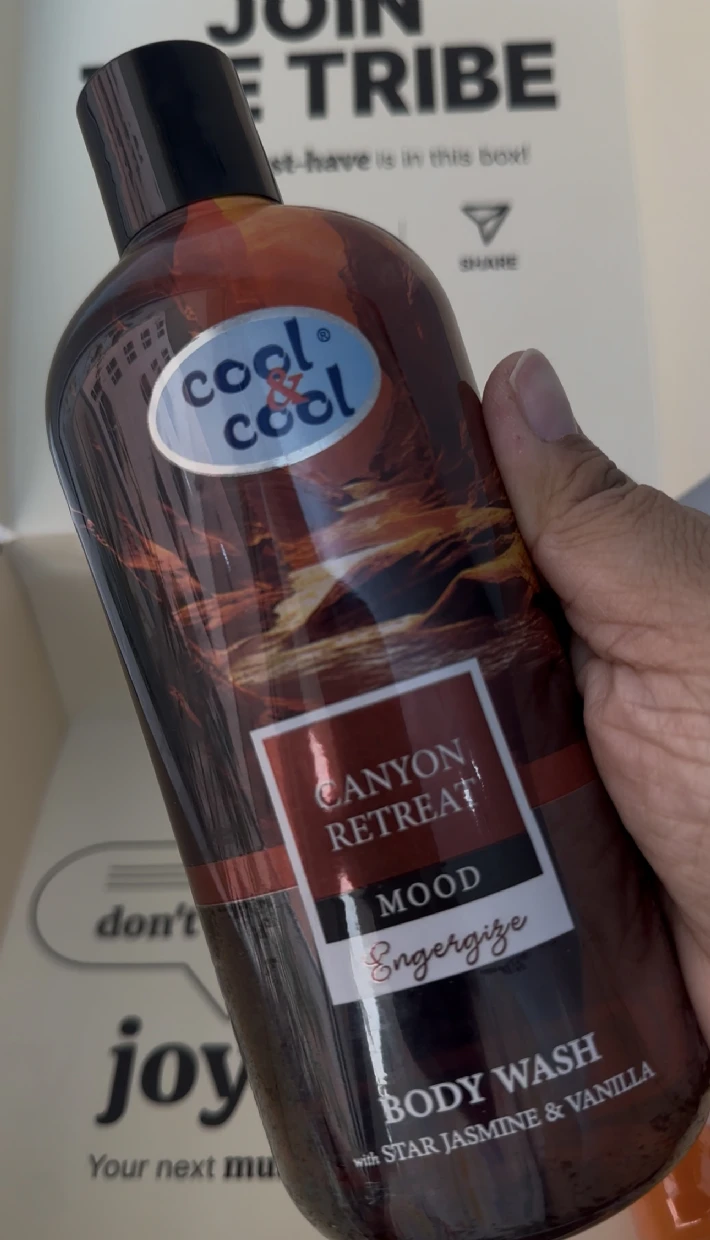 JOIN
TRIBE
st-have is in this box!
SHARE
cool ®
&
cool
CANYON
RETREAT
MOOD
Engergize
BODY WASH
with STAR JASMINE & VANILLA
don't
joy
Your next